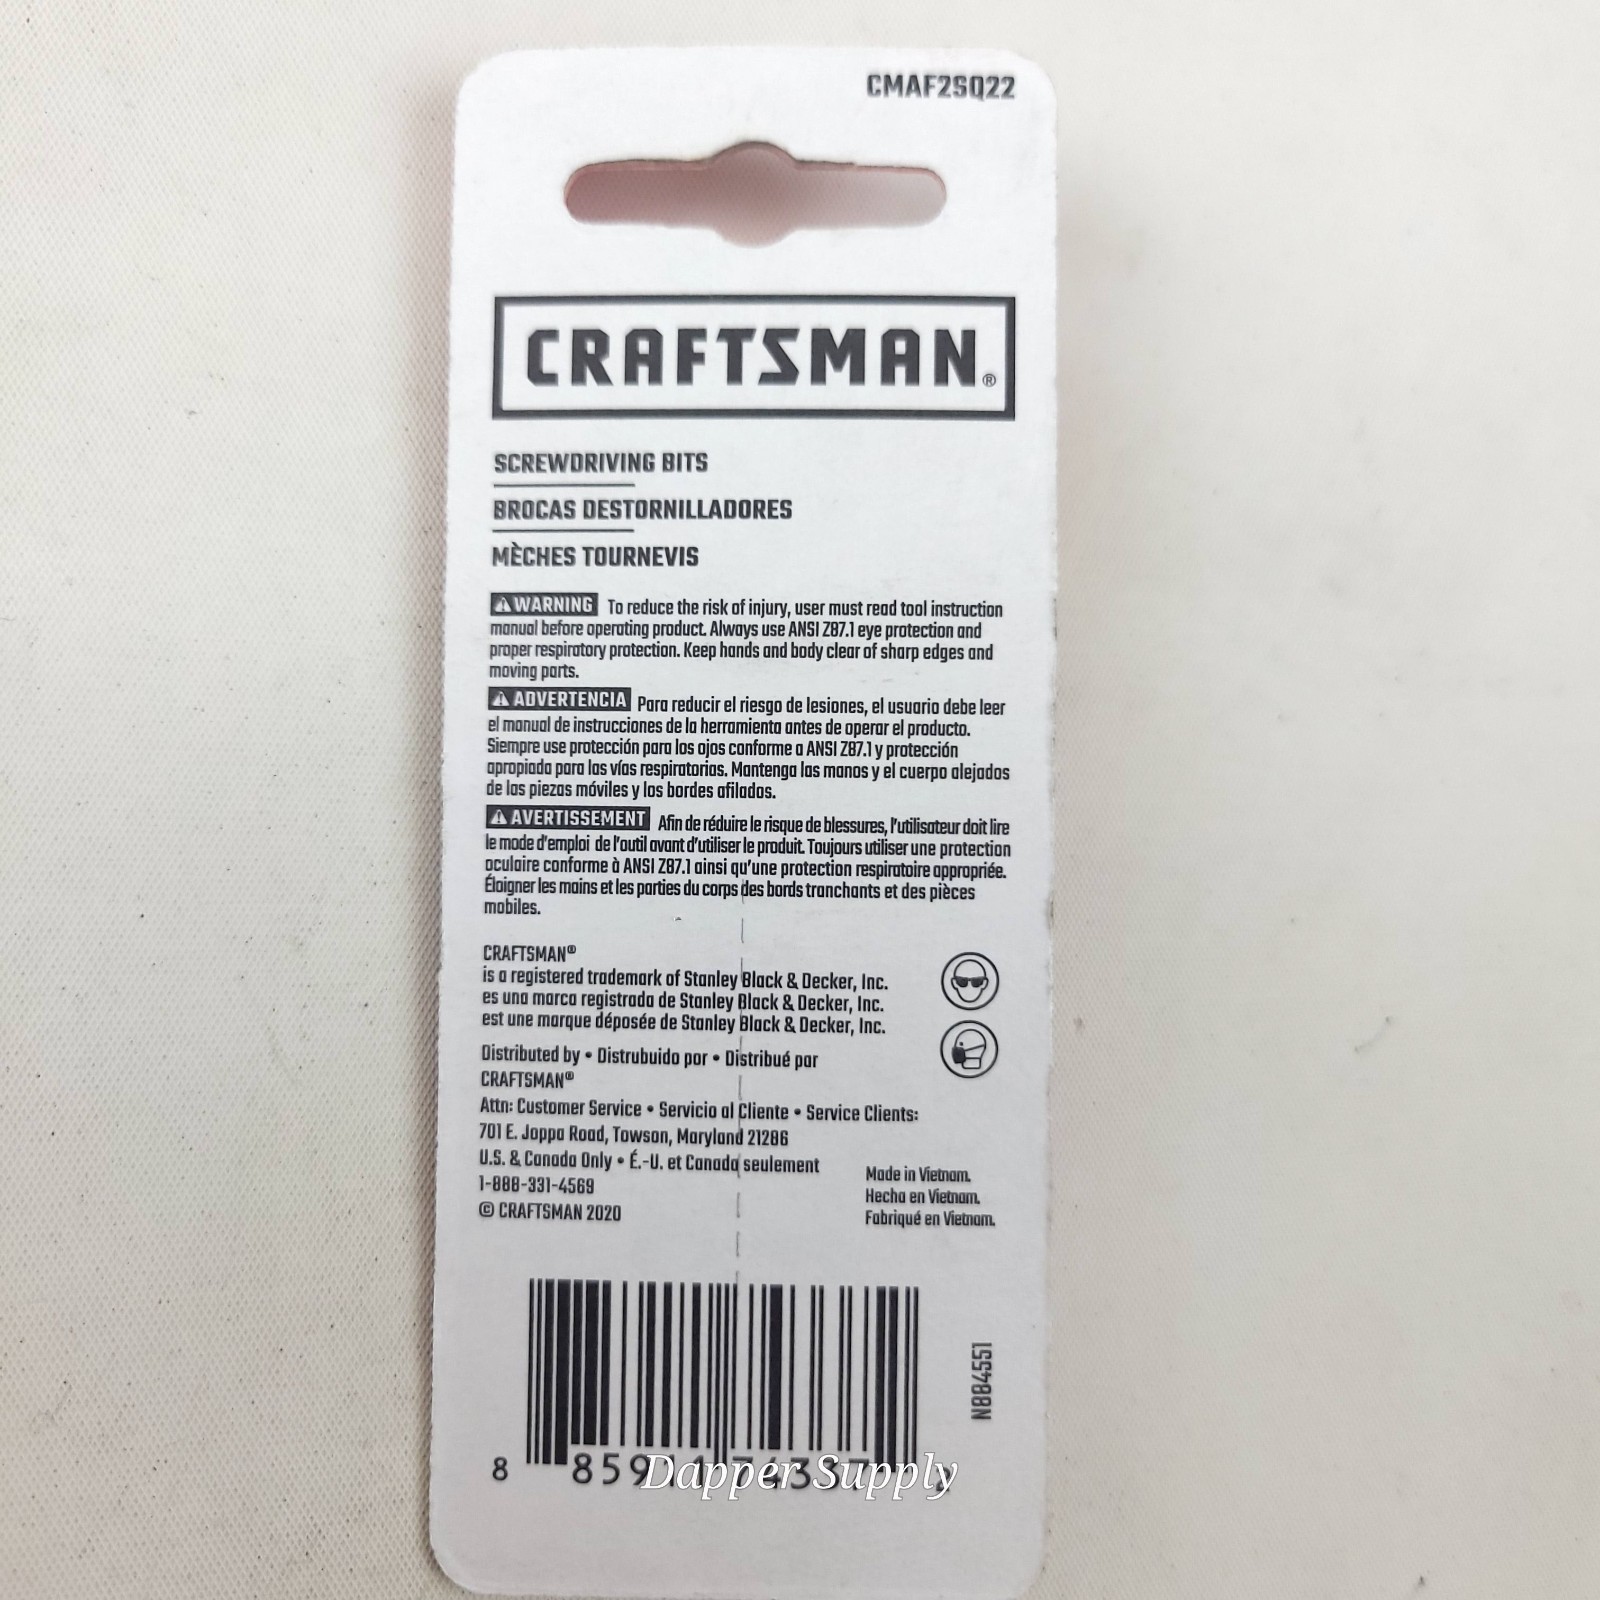 CMAF2SQ22
CRAFTSMAN®
SCREWDRIVING BITS
BROCAS DESTORNILLADORES
MÈCHES TOURNEVIS
⚠ WARNING To reduce the risk of injury, user must read tool instruction
manual before operating product. Always use ANSI Z87.1 eye protection and
proper respiratory protection. Keep hands and body clear of sharp edges and
moving parts.
⚠ ADVERTENCIA Para reducir el riesgo de lesiones, el usuario debe leer
el manual de instrucciones de la herramienta antes de operar el producto.
Siempre use protección para los ojos conforme a ANSI Z87.1 y protección
apropiada para las vías respiratorias. Mantenga las manos y el cuerpo alejados
de las piezas móviles y los bordes afilados.
⚠ AVERTISSEMENT Afin de réduire le risque de blessures, l'utilisateur doit lire
le mode d'emploi de l'outil avant d'utiliser le produit. Toujours utiliser une protection
oculaire conforme à ANSI Z87.1 ainsi qu'une protection respiratoire appropriée.
Éloigner les mains et les parties du corps des bords tranchants et des pièces
mobiles.
CRAFTSMAN®
is a registered trademark of Stanley Black & Decker, Inc.
es una marca registrada de Stanley Black & Decker, Inc.
est une marque déposée de Stanley Black & Decker, Inc.
Distributed by • Distrubuido por • Distribué par
CRAFTSMAN®
Attn: Customer Service • Servicio al Cliente • Service Clients:
701 E. Joppa Road, Towson, Maryland 21286
U.S. & Canada Only • É.-U. et Canada seulement
1-888-331-4569
© CRAFTSMAN 2020
Made in Vietnam.
Hecho en Vietnam.
Fabriqué en Vietnam.
N884551
8
Dapper Supply